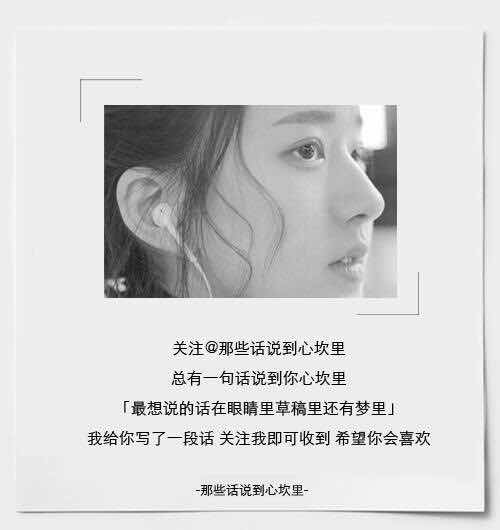 关注@那些话说到心坎里
总有一句话说到你心坎里
「最想说的话在眼睛里草稿里还有梦里」
我给你写了一段话 关注我即可收到 希望你会喜欢
-那些话说到心坎里-